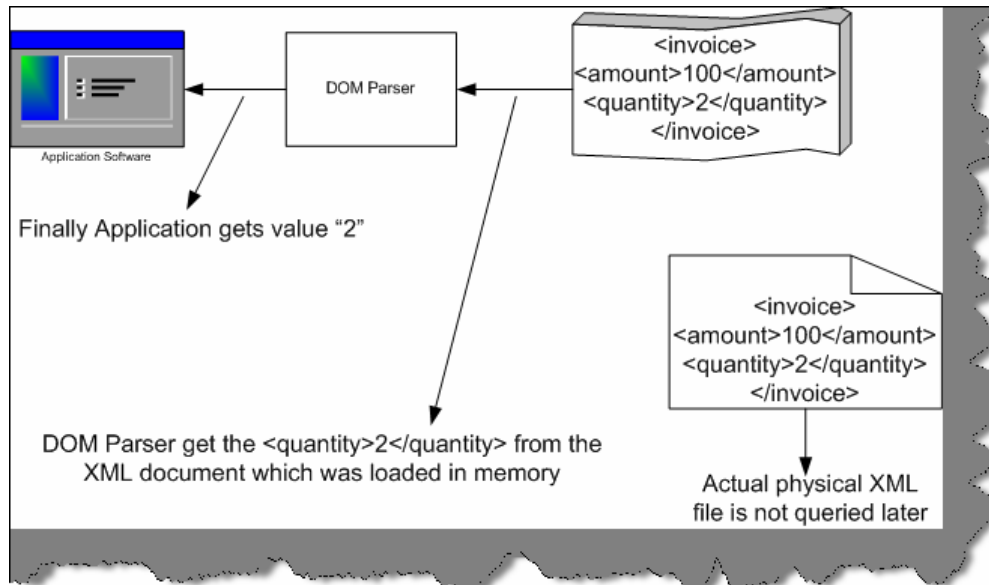 <invoice>
<amount>100</amount>
<quantity>2</quantity>
</invoice>
DOM Parser
Application Software
Finally Application gets value “2”
<invoice>
<amount>100</amount>
<quantity>2</quantity>
</invoice>
DOM Parser get the <quantity>2</quantity> from the
XML document which was loaded in memory
Actual physical XML
file is not queried later